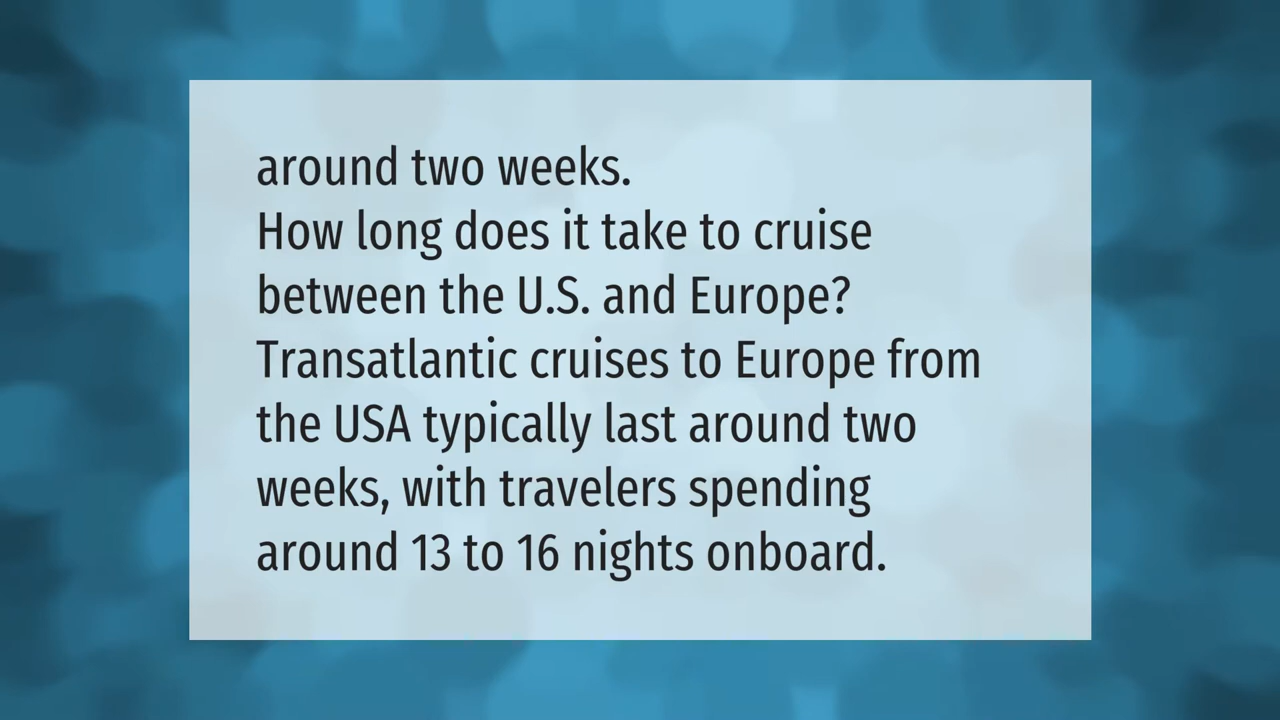 around two weeks.
How long does it take to cruise
between the U.S. and Europe?
Transatlantic cruises to Europe from
the USA typically last around two
weeks, with travelers spending
around 13 to 16 nights onboard.